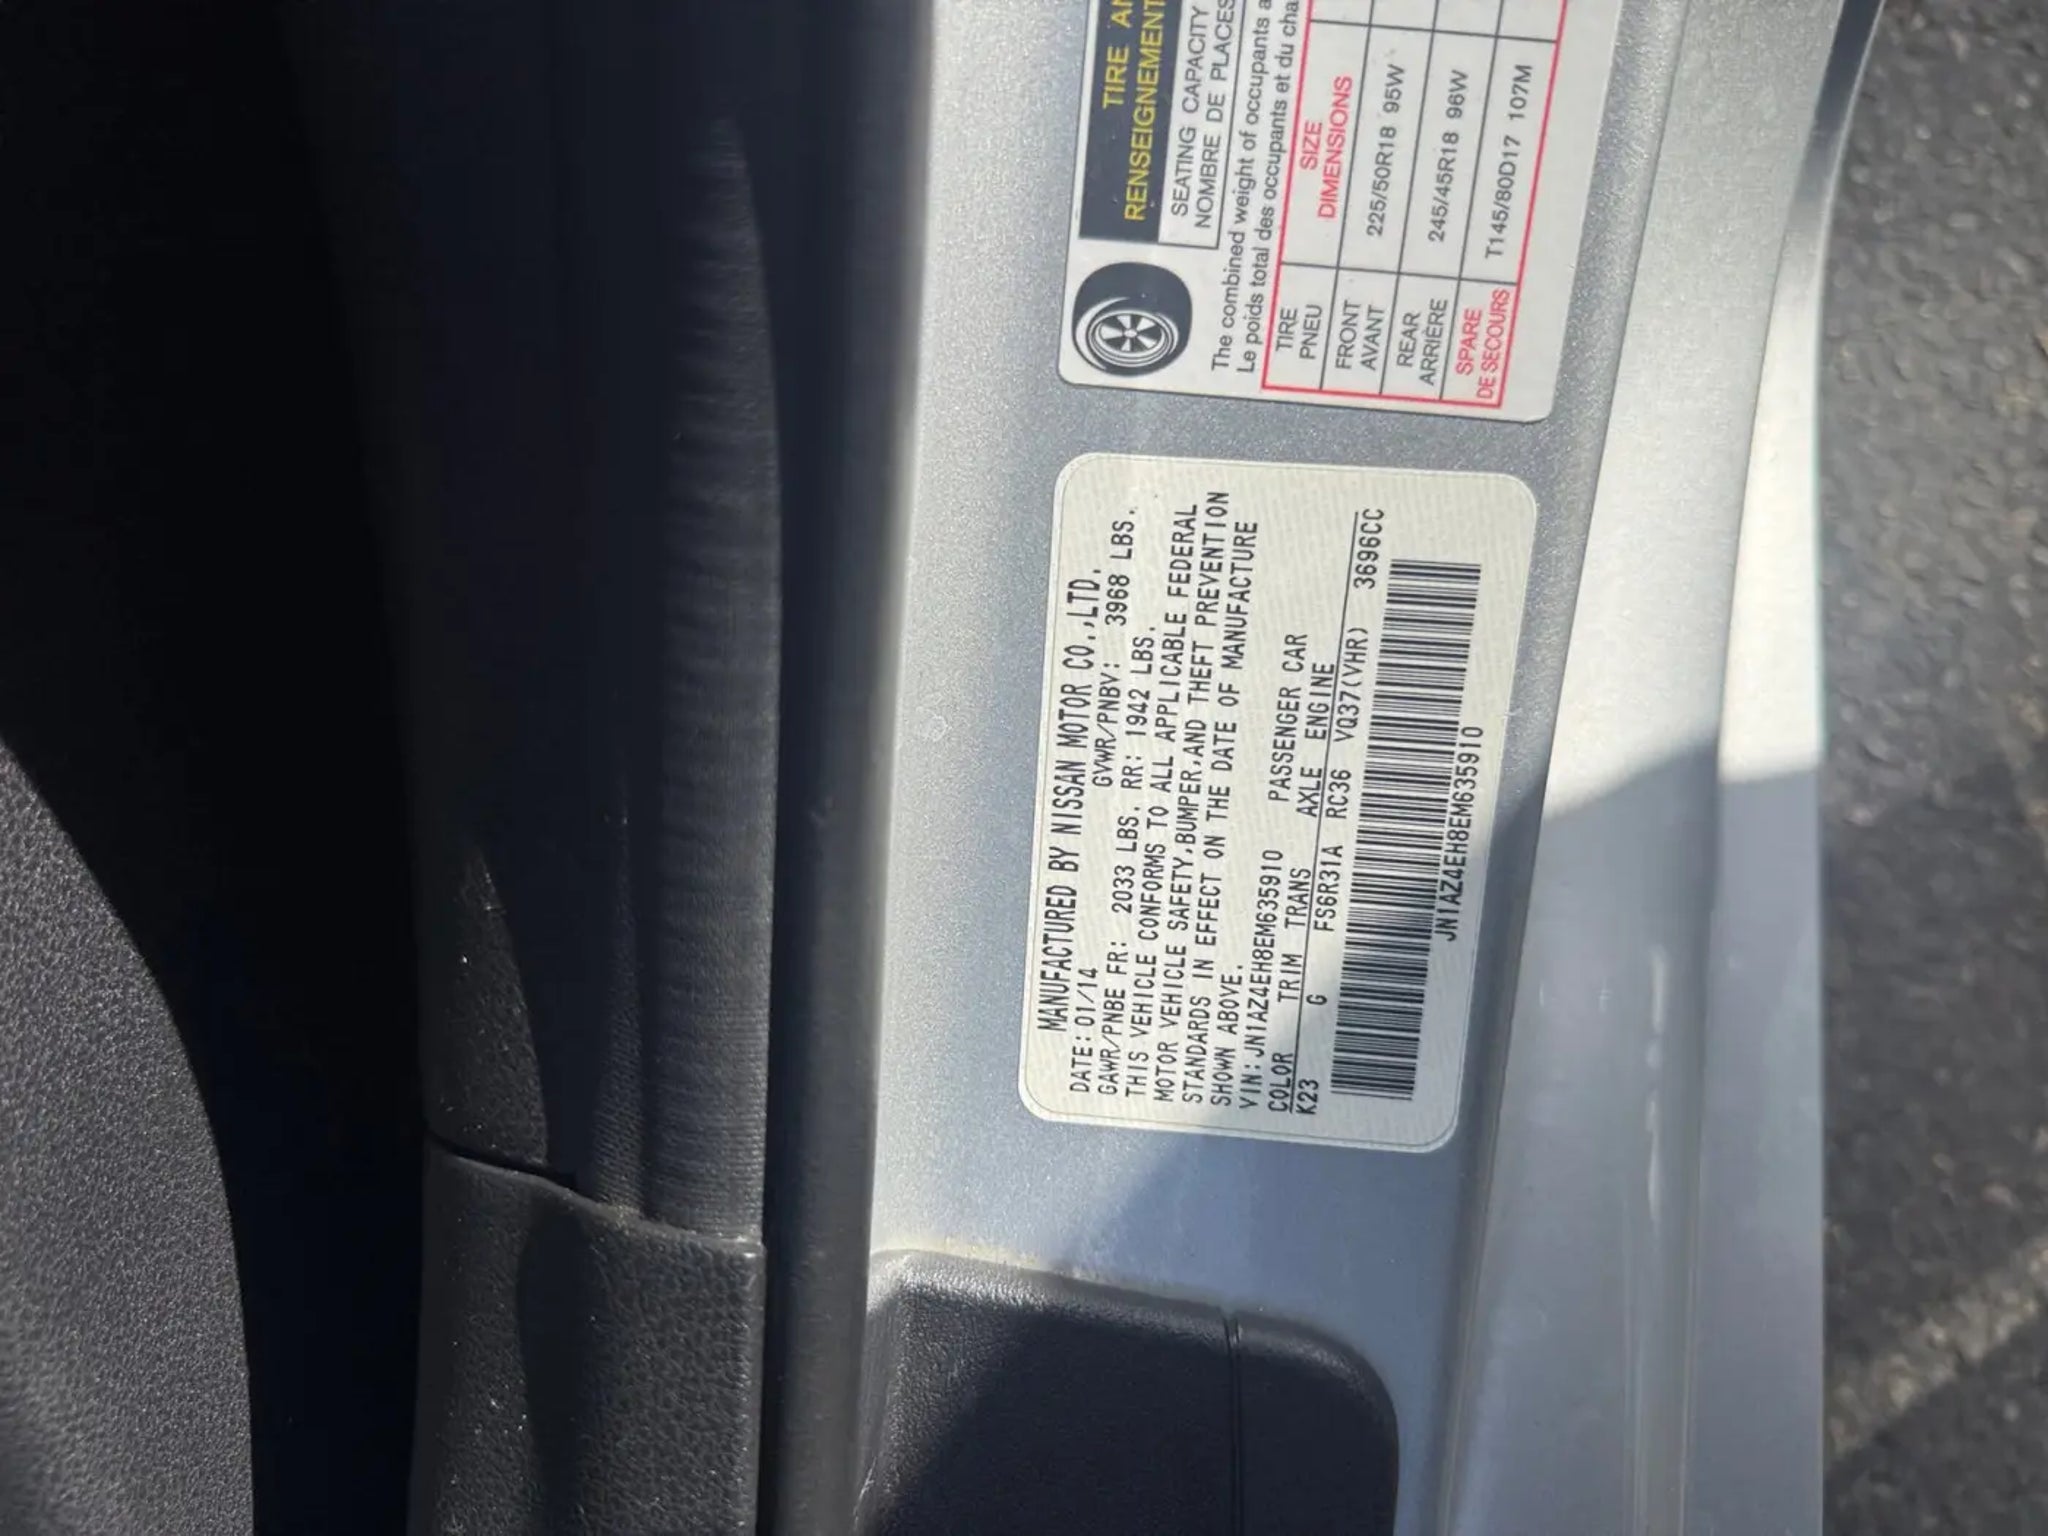 MANUFACTURED BY NISSAN MOTOR CO.,LTD.
DATE: 01/14 GVWR/PNBV: 3968 LBS.
GAWR/PNBE FR: 2033 LBS. RR: 1942 LBS.
THIS VEHICLE CONFORMS TO ALL APPLICABLE FEDERAL
MOTOR VEHICLE SAFETY,BUMPER,AND THEFT PREVENTION
STANDARDS IN EFFECT ON THE DATE OF MANUFACTURE
SHOWN ABOVE.
VIN: JN1AZ4EH8EM635910 PASSENGER CAR
COLOR TRIM TRANS AXLE ENGINE
K23 G FS6R31A RC36 VQ37(VHR) 3696CC
JN1AZ4EH8EM635910
TIRE
RENSEIGNEMENT
SEATING CAPACITY
NOMBRE DE PLACES
The combined weight of occupants
Le poids total des occupants et du
TIRE SIZE
PNEU DIMENSIONS
FRONT 225/50R18 95W
AVANT
REAR 245/45R18 96W
ARRIÈRE
SPARE T145/80D17 107M
DE SECOURS